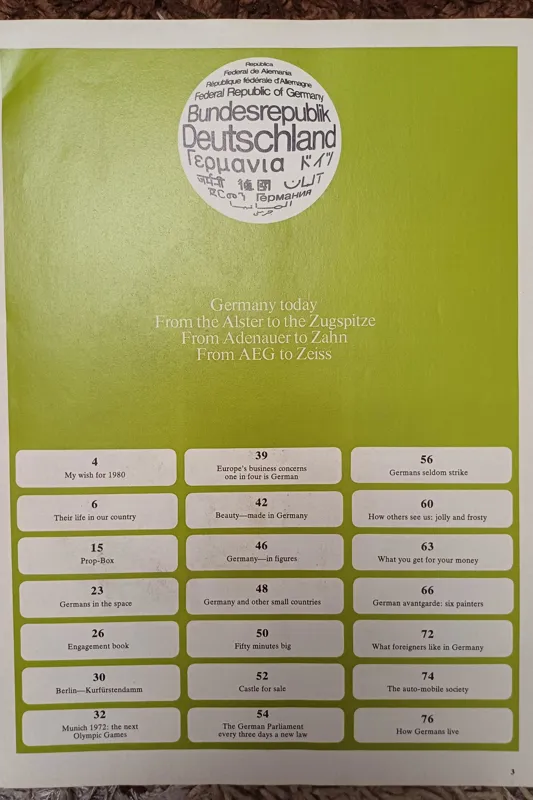 República
Federal de Alemania
République fédérale d'Allemagne
Federal Republic of Germany
Bundesrepublik
Deutschland
Γερμανια ドイツ
德國
Германия
Germany today
From the Alster to the Zugspitze
From Adenauer to Zahn
From AEG to Zeiss
4
My wish for 1980
6
Their life in our country
15
Prop-Box
23
Germans in the space
26
Engagement book
30
Berlin—Kurfürstendamm
32
Munich 1972: the next
Olympic Games
39
Europe's business concerns
one in four is German
42
Beauty—made in Germany
46
Germany—in figures
48
Germany and other small countries
50
Fifty minutes big
52
Castle for sale
54
The German Parliament
every three days a new law
56
Germans seldom strike
60
How others see us: jolly and frosty
63
What you get for your money
66
German avantgarde: six painters
72
What foreigners like in Germany
74
The auto-mobile society
76
How Germans live
3